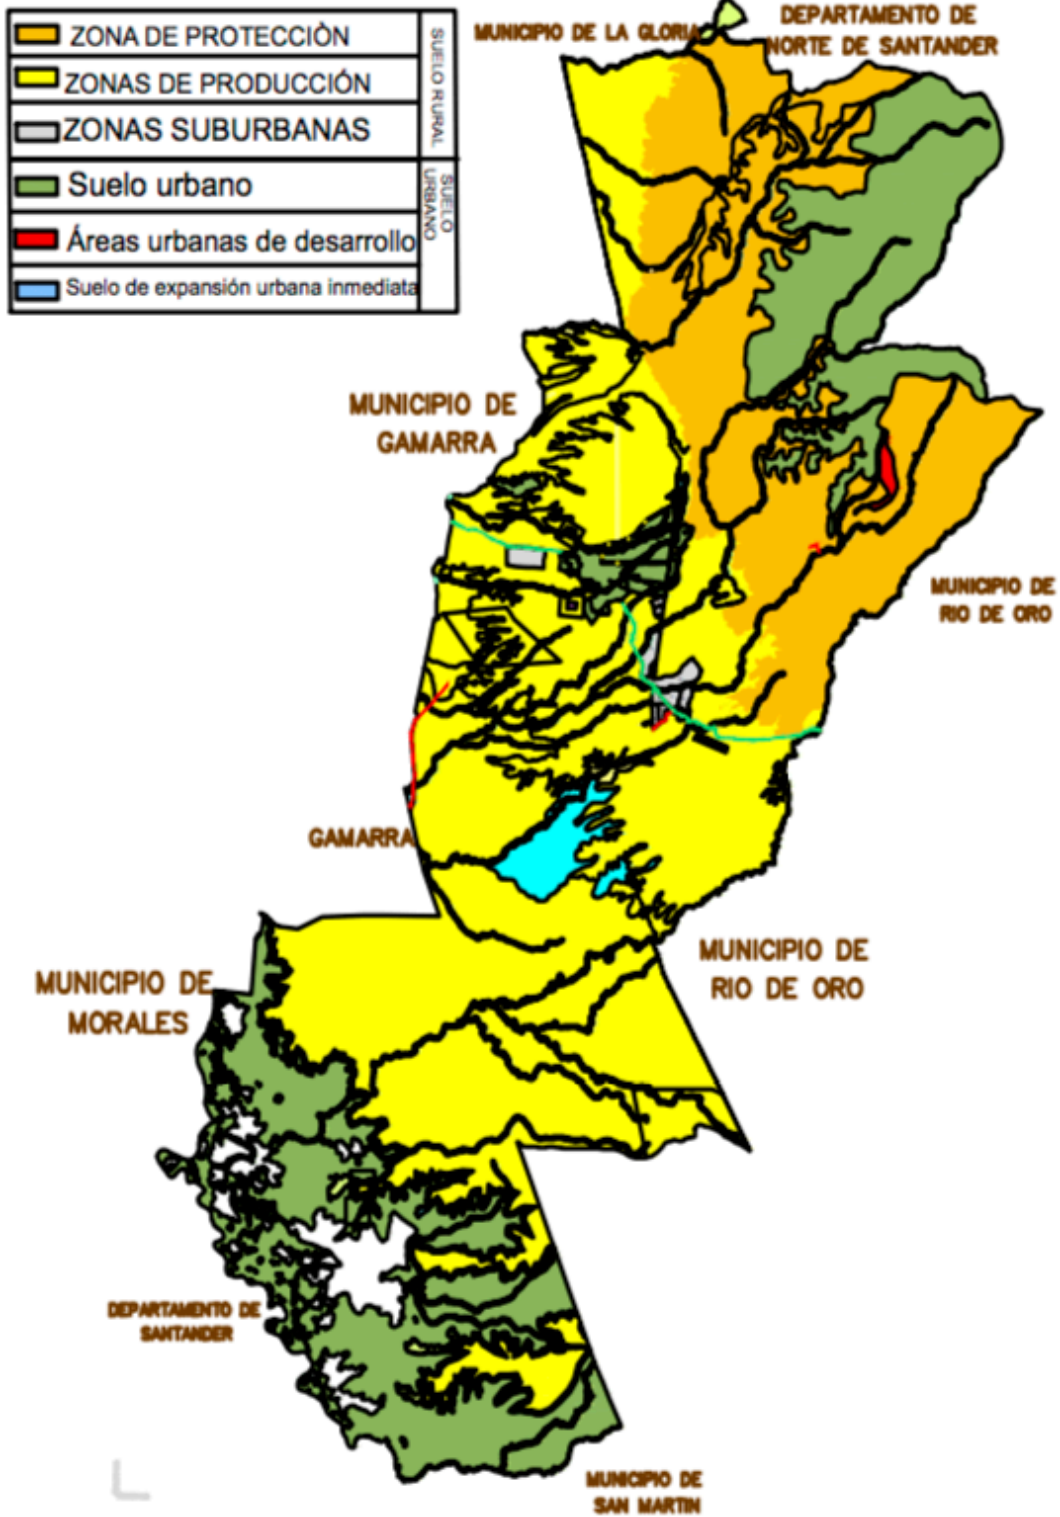 ZONA DE PROTECCIÒN
ZONAS DE PRODUCCIÓN
ZONAS SUBURBANAS
SUELO RURAL
Suelo urbano
Áreas urbanas de desarrollo
Suelo de expansión urbana inmediata
SUELO
URBANO
MUNICIPIO DE LA GLORIA
DEPARTAMENTO DE
NORTE DE SANTANDER
MUNICIPIO DE
GAMARRA
MUNICIPIO DE
RIO DE ORO
GAMARRA
MUNICIPIO DE
RIO DE ORO
MUNICIPIO DE
MORALES
DEPARTAMENTO DE
SANTANDER
MUNICIPIO DE
SAN MARTIN